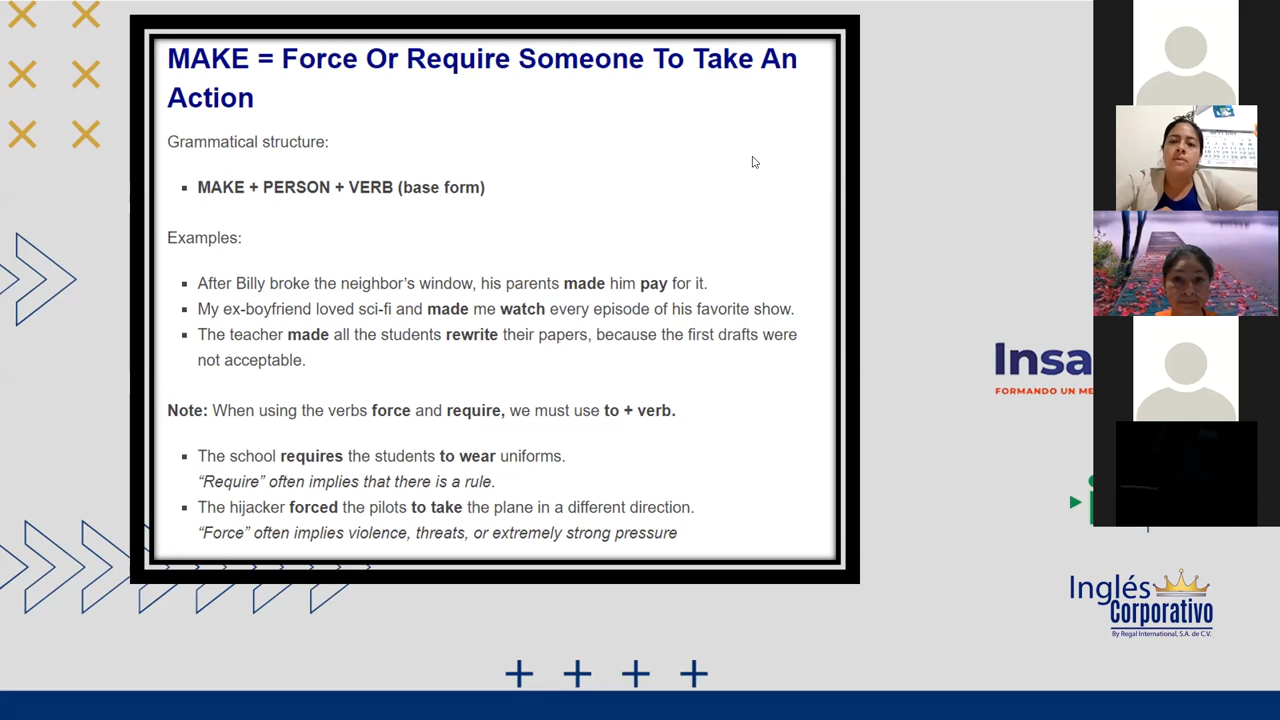 MAKE = Force Or Require Someone To Take An
Action
Grammatical structure:
MAKE + PERSON + VERB (base form)
Examples:
After Billy broke the neighbor’s window, his parents made him pay for it.
My ex-boyfriend loved sci-fi and made me watch every episode of his favorite show.
The teacher made all the students rewrite their papers, because the first drafts were
not acceptable.
Note: When using the verbs force and require, we must use to + verb.
The school requires the students to wear uniforms.
“Require” often implies that there is a rule.
The hijacker forced the pilots to take the plane in a different direction.
“Force” often implies violence, threats, or extremely strong pressure
Insa
FORMANDO UN ME
Inglés
Corporativo
By Regal International, S.A. de C.V.